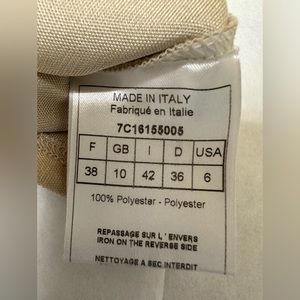 MADE IN ITALY
Fabriqué en Italie
7C16155005
F GB I D USA
38 10 42 36 6
100% Polyester - Polyester
REPASSAGE SUR L ' ENVERS
IRON ON THE REVERSE SIDE
NETTOYAGE A SEC INTERDIT